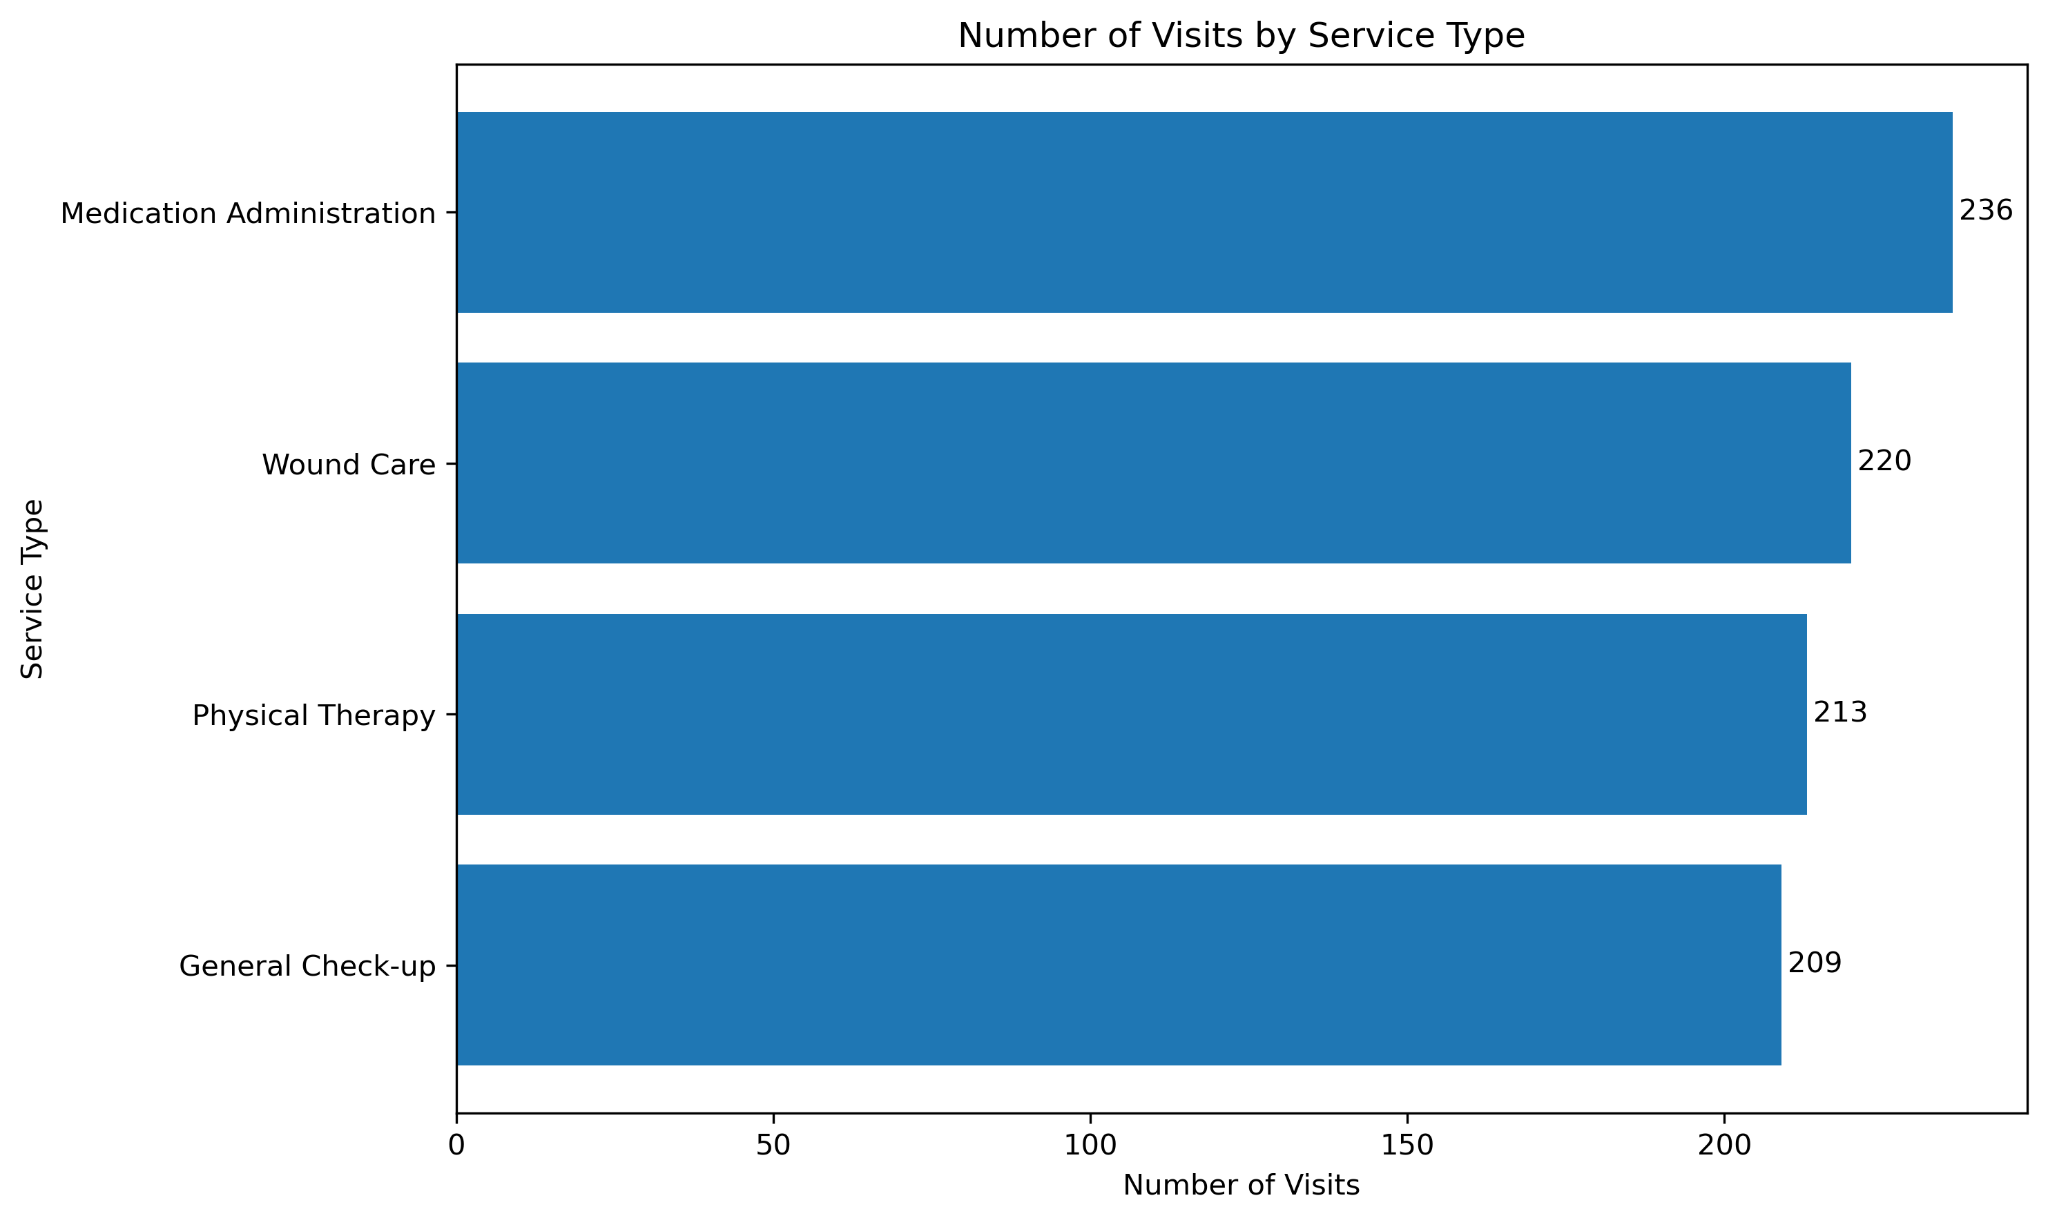 Number of Visits by Service Type
Medication Administration
236
Wound Care
220
Service Type
Physical Therapy
213
General Check-up
209
0 50 100 150 200
Number of Visits